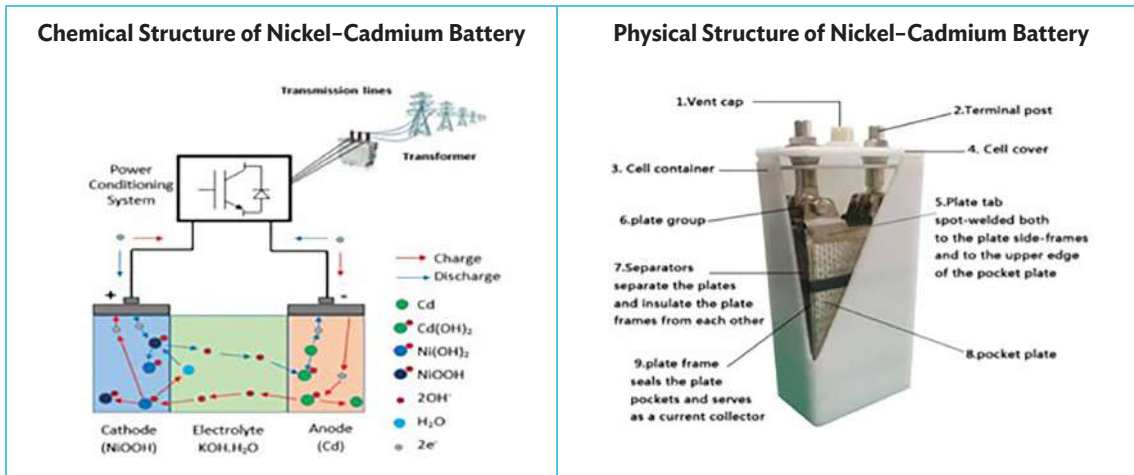 Chemical Structure of Nickel–Cadmium Battery
Transmission lines
Transformer
Power
Conditioning
System
e
e
+
-
Charge
Discharge
Cd
Cd(OH)₂
Ni(OH)₂
NiOOH
2OH⁻
H₂O
2e⁻
Cathode
(NiOOH)
Electrolyte
KOH.H₂O
Anode
(Cd)
Physical Structure of Nickel–Cadmium Battery
1.Vent cap
2.Terminal post
3. Cell container
4. Cell cover
5.Plate tab
spot-welded both
to the plate side-frames
and to the upper edge
of the pocket plate
6.plate group
7.Separators
separate the plates
and insulate the plate
frames from each other
8.pocket plate
9.plate frame
seals the plate
pockets and serves
as a current collector